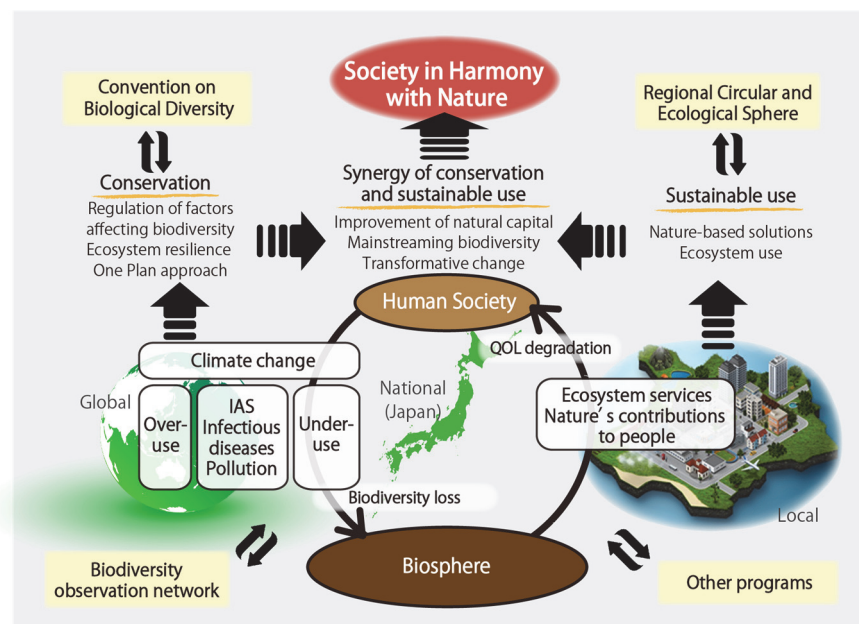 Society in Harmony
with Nature
Convention on
Biological Diversity
Regional Circular and
Ecological Sphere
Conservation
Regulation of factors
affecting biodiversity
Ecosystem resilience
One Plan approach
Synergy of conservation
and sustainable use
Improvement of natural capital
Mainstreaming biodiversity
Transformative change
Sustainable use
Nature-based solutions
Ecosystem use
Human Society
Climate change
QOL degradation
Global
Over-
use
IAS
Infectious
diseases
Pollution
Under-
use
National
(Japan)
Ecosystem services
Nature's contributions
to people
Biodiversity loss
Local
Biosphere
Biodiversity
observation network
Other programs